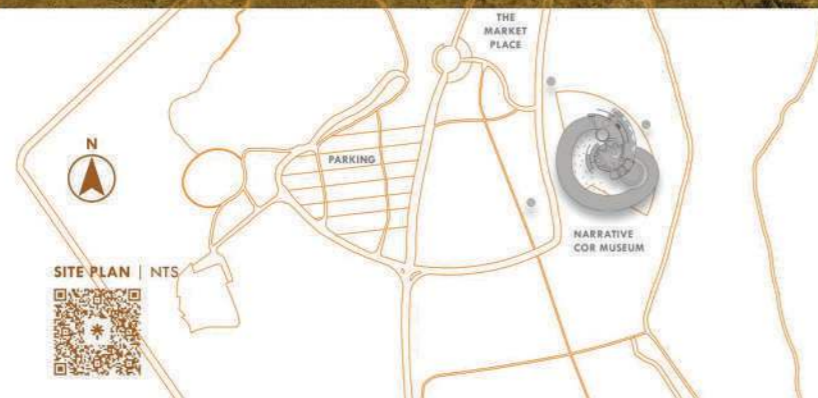 THE
MARKET
PLACE
N
PARKING
NARRATIVE
COR MUSEUM
SITE PLAN | NTS